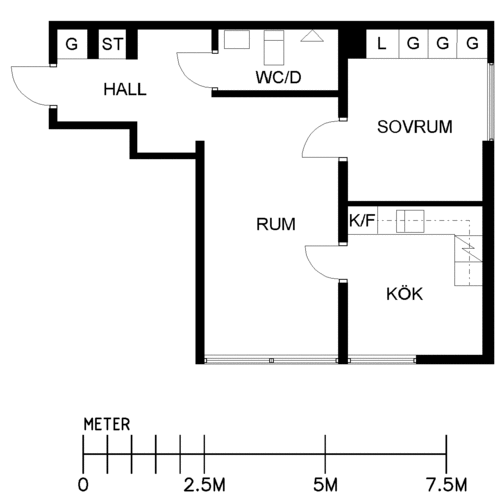 G ST L G G G
WC/D
HALL
SOVRUM
K/F
RUM
KÖK
METER
0 2.5M 5M 7.5M